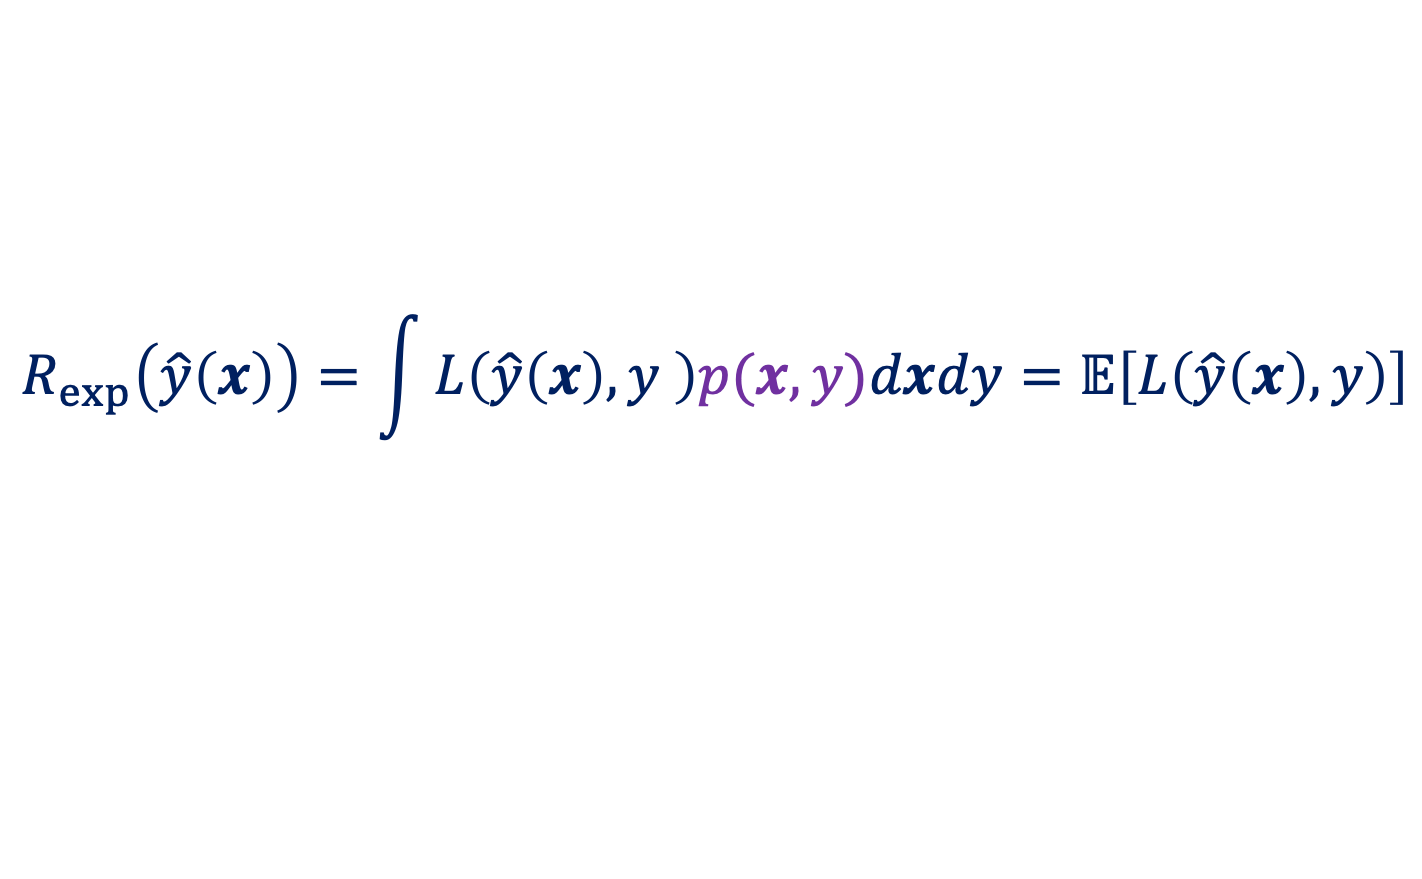 R_exp(ŷ(𝒙)) = ∫ L(ŷ(𝒙), y )p(𝒙, y)d𝒙dy = 𝔼[L(ŷ(𝒙), y)]